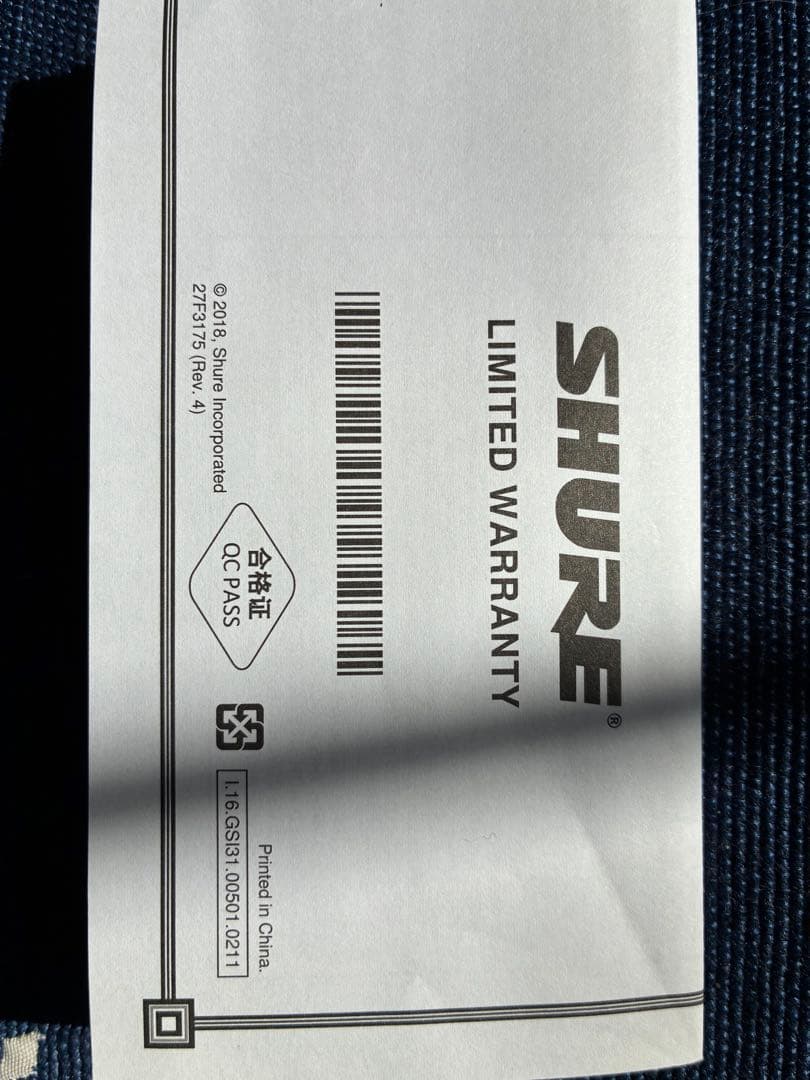 SHURE®
LIMITED WARRANTY
© 2018, Shure Incorporated
27F3175 (Rev. 4)
合格证
QC PASS
Printed in China.
I.16.GSI31.00501.0211